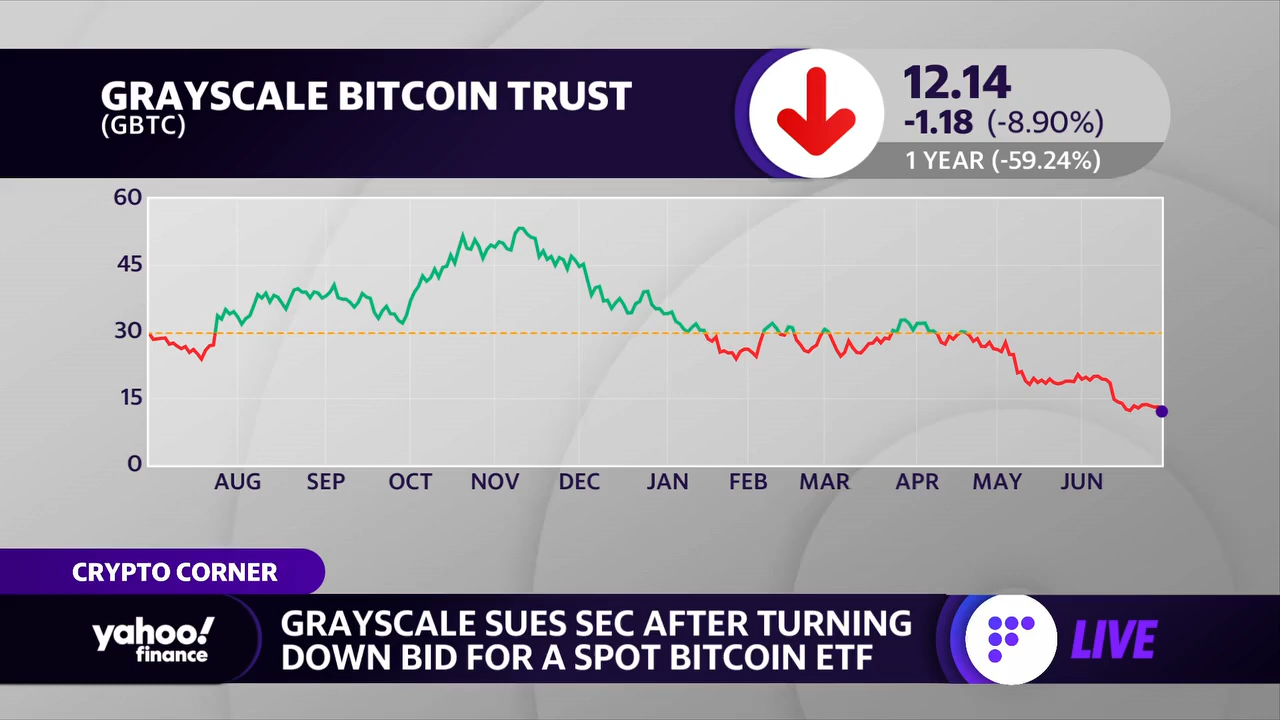 GRAYSCALE BITCOIN TRUST
(GBTC)
12.14
-1.18 (-8.90%)
1 YEAR (-59.24%)
60
45
30
15
0
AUG SEP OCT NOV DEC JAN FEB MAR APR MAY JUN
CRYPTO CORNER
yahoo!
finance
GRAYSCALE SUES SEC AFTER TURNING
DOWN BID FOR A SPOT BITCOIN ETF
LIVE